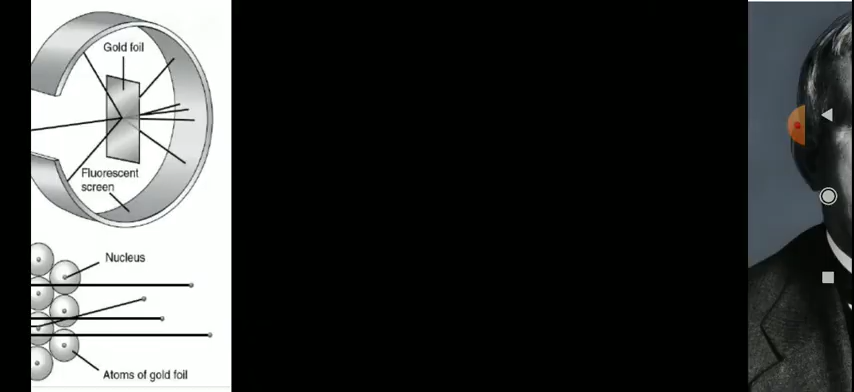 Gold foil
Fluorescent
screen
Nucleus
Atoms of gold foil